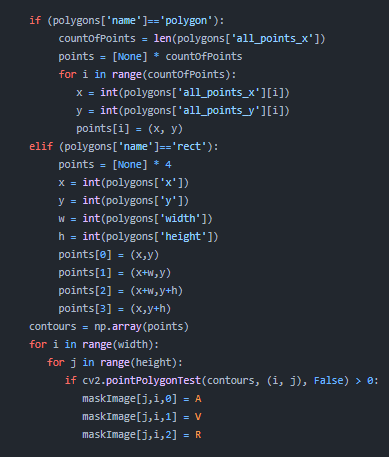 if (polygons['name']=='polygon'):
countOfPoints = len(polygons['all_points_x'])
points = [None] * countOfPoints
for i in range(countOfPoints):
x = int(polygons['all_points_x'][i])
y = int(polygons['all_points_y'][i])
points[i] = (x, y)
elif (polygons['name']=='rect'):
points = [None] * 4
x = int(polygons['x'])
y = int(polygons['y'])
w = int(polygons['width'])
h = int(polygons['height'])
points[0] = (x,y)
points[1] = (x+w,y)
points[2] = (x+w,y+h)
points[3] = (x,y+h)
contours = np.array(points)
for i in range(width):
for j in range(height):
if cv2.pointPolygonTest(contours, (i, j), False) > 0:
maskImage[j,i,0] = A
maskImage[j,i,1] = V
maskImage[j,i,2] = R